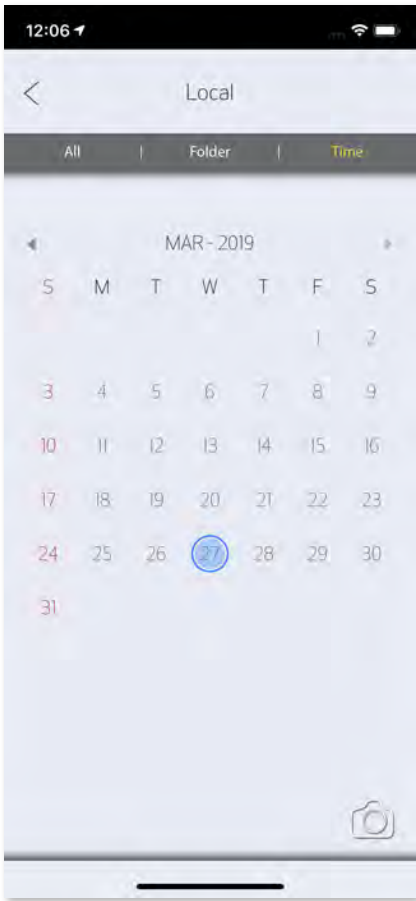 12:06
Local
All | Folder | Time
MAR - 2019
S M T W T F S
1 2
3 4 5 6 7 8 9
10 11 12 13 14 15 16
17 18 19 20 21 22 23
24 25 26 27 28 29 30
31